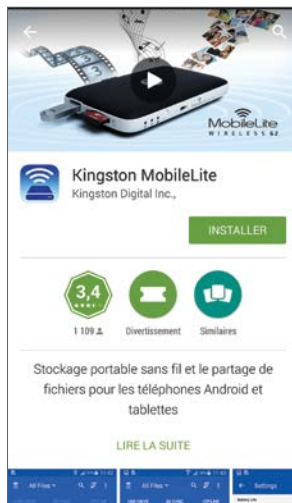 MobileLite
WIRELESS G2
Kingston MobileLite
Kingston Digital Inc.,
INSTALLER
3,4
1 109
Divertissement
Similaires
Stockage portable sans fil et le partage de
fichiers pour les téléphones Android et
tablettes
LIRE LA SUITE
All Files
All Files
Settings